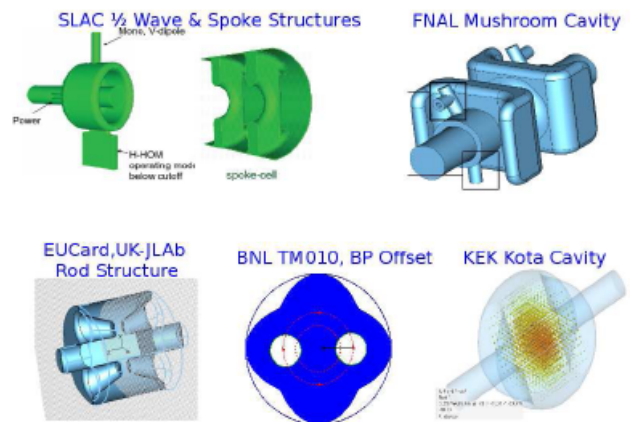 SLAC ½ Wave & Spoke Structures
FNAL Mushroom Cavity
Mono, V-dipole
Power
H-HOM
operating mode
below cutoff
spoke-cell
EUCard,UK-JLAb
Rod Structure
BNL TM010, BP Offset
KEK Kota Cavity